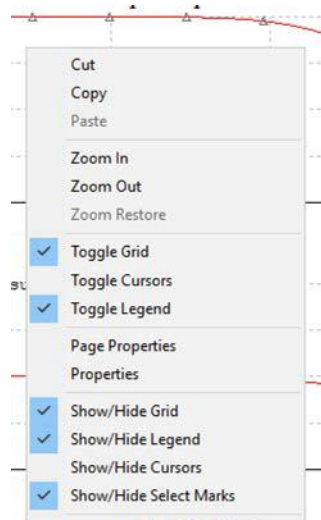 Cut
Copy
Paste
Zoom In
Zoom Out
Zoom Restore
Toggle Grid
Toggle Cursors
Toggle Legend
Page Properties
Properties
Show/Hide Grid
Show/Hide Legend
Show/Hide Cursors
Show/Hide Select Marks